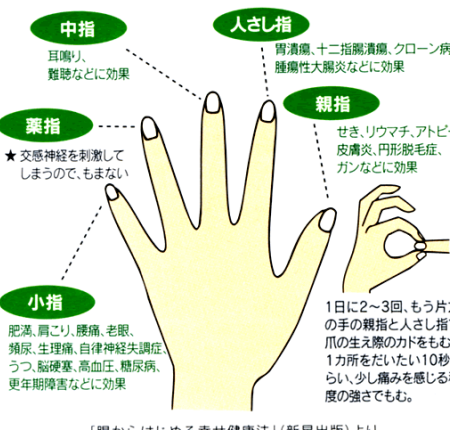 中指
耳鳴り、
難聴などに効果
人さし指
胃潰瘍、十二指腸潰瘍、クローン病
腫瘍性大腸炎などに効果
薬指
★交感神経を刺激して
しまうので、もまない
親指
せき、リウマチ、アトピー
皮膚炎、円形脱毛症、
ガンなどに効果
小指
肥満、肩こり、腰痛、老眼、
頻尿、生理痛、自律神経失調症、
うつ、脳梗塞、高血圧、糖尿病、
更年期障害などに効果
1日に2〜3回、もう片
の手の親指と人さし指
爪の生え際のカドをもむ
1カ所をだいたい10秒
らい、少し痛みを感じる
度の強さでもむ。